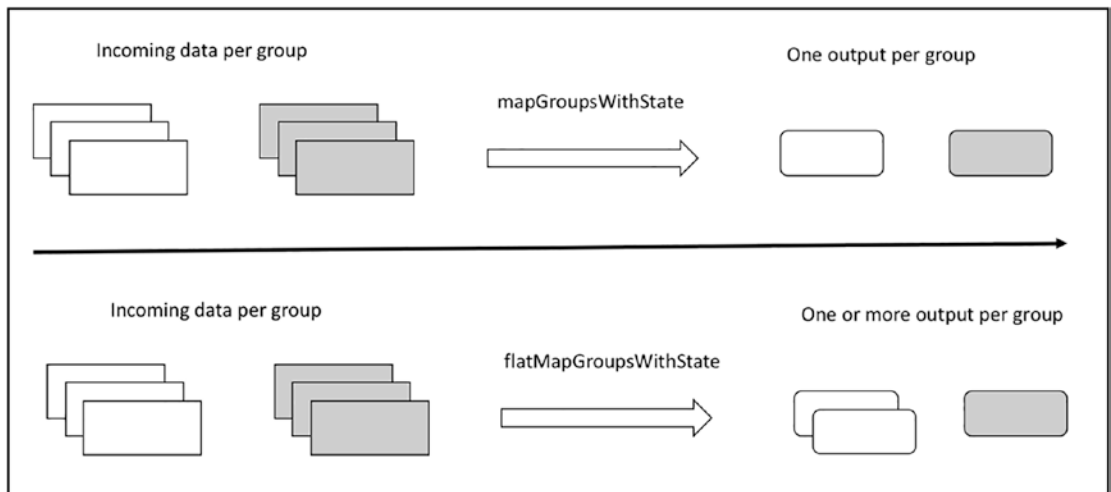 Incoming data per group
One output per group
mapGroupsWithState
Incoming data per group
One or more output per group
flatMapGroupsWithState